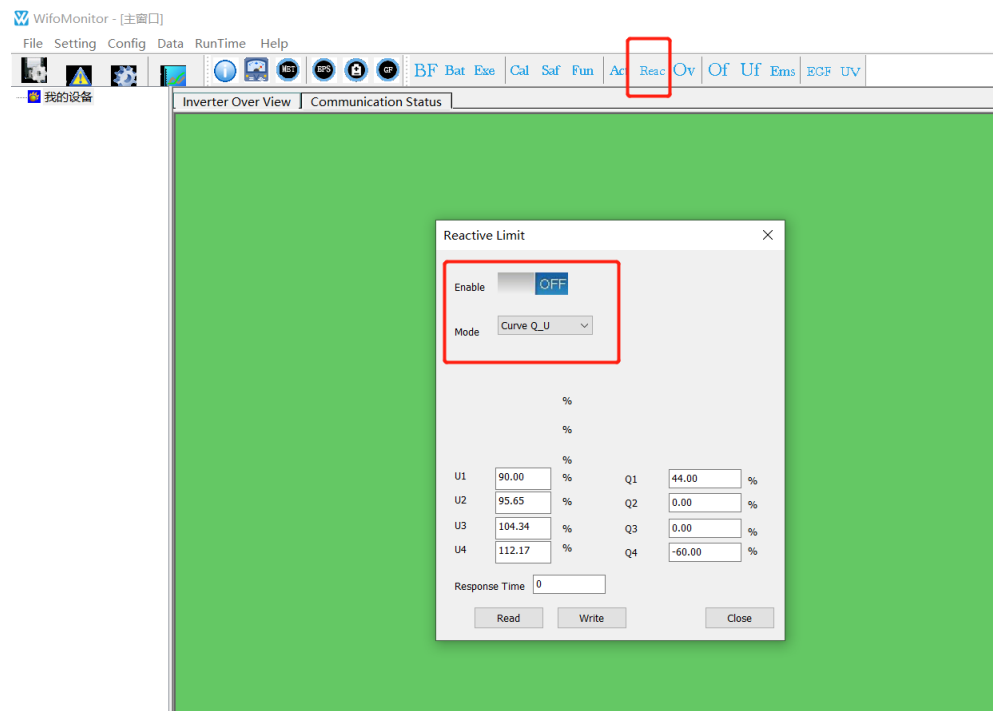 WifoMonitor - [主窗口]
File Setting Config Data RunTime Help
MBT BPS GF BF Bat Exe Cal Saf Fun Reac Ov Of Uf Ems EGF UV
我的设备
Inverter Over View Communication Status
Reactive Limit
Enable OFF
Mode Curve Q_U
%
%
%
U1 90.00 % Q1 44.00 %
U2 95.65 % Q2 0.00 %
U3 104.34 % Q3 0.00 %
U4 112.17 % Q4 -60.00 %
Response Time 0
Read Write Close